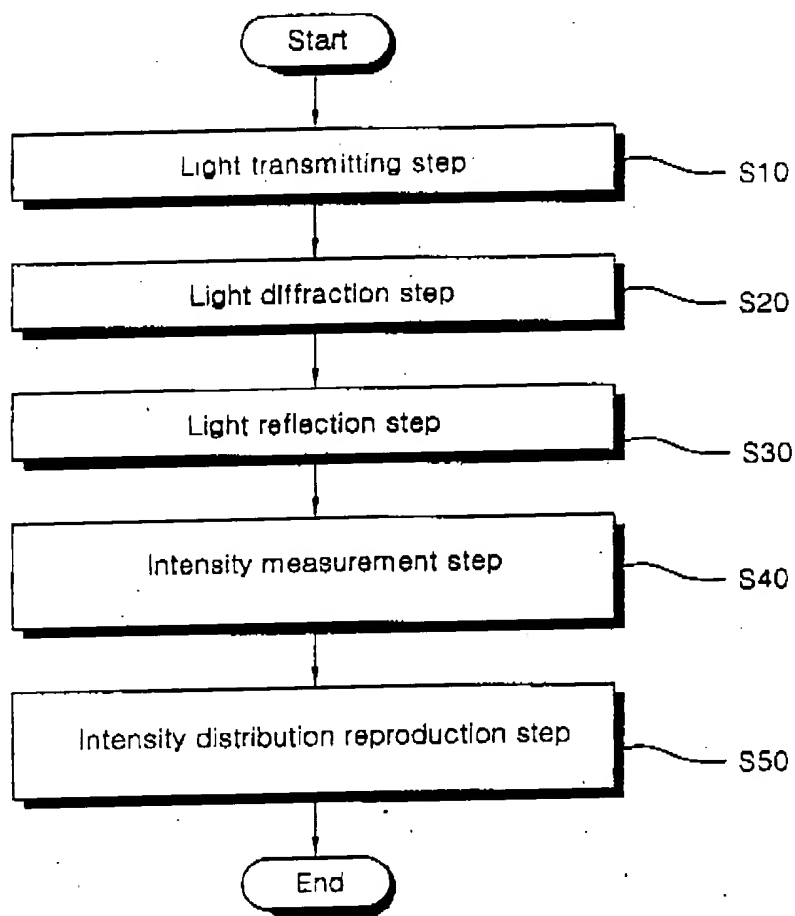 Start
Light transmitting step
S10
Light diffraction step
S20
Light reflection step
S30
Intensity measurement step
S40
Intensity distribution reproduction step
S50
End